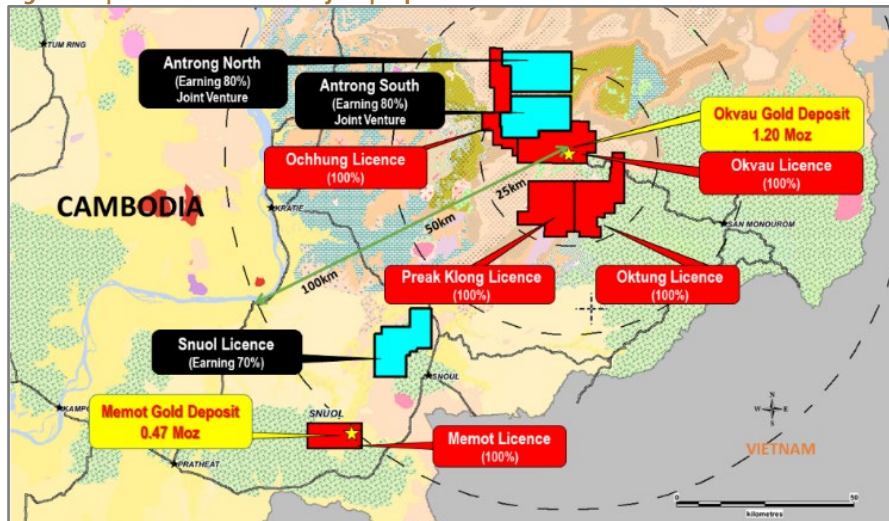 TUM RING
Antrong North
(Earning 80%)
Joint Venture
Antrong South
(Earning 80%)
Joint Venture
Okvau Gold Deposit
1.20 Moz
Ochhung Licence
(100%)
Okvau Licence
(100%)
CAMBODIA
KRATIE
25km
50km
100km
SAN MONOUROM
Preak Klong Licence
(100%)
Oktung Licence
(100%)
Snuol Licence
(Earning 70%)
SNOUL
Memot Gold Deposit
0.47 Moz
SNUOL
KAMPO
PRATHEAT
Memot Licence
(100%)
N
W
E
S
VIETNAM
0
50
kilometres